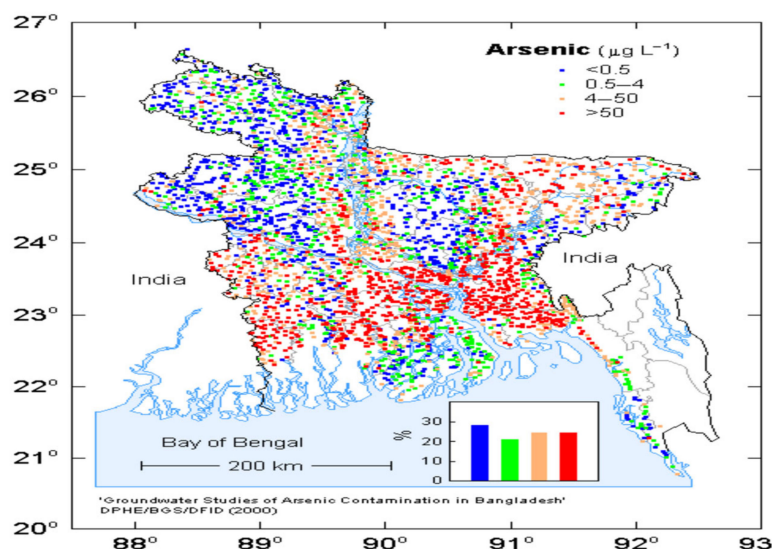 27°
26°
25°
24°
23°
22°
21°
20°
Arsenic (µg L⁻¹)
<0.5
0.5–4
4–50
>50
India
India
Bay of Bengal
200 km
%
30
20
10
0
'Groundwater Studies of Arsenic Contamination in Bangladesh'
DPHE/BGS/DFID (2000)
88° 89° 90° 91° 92° 93